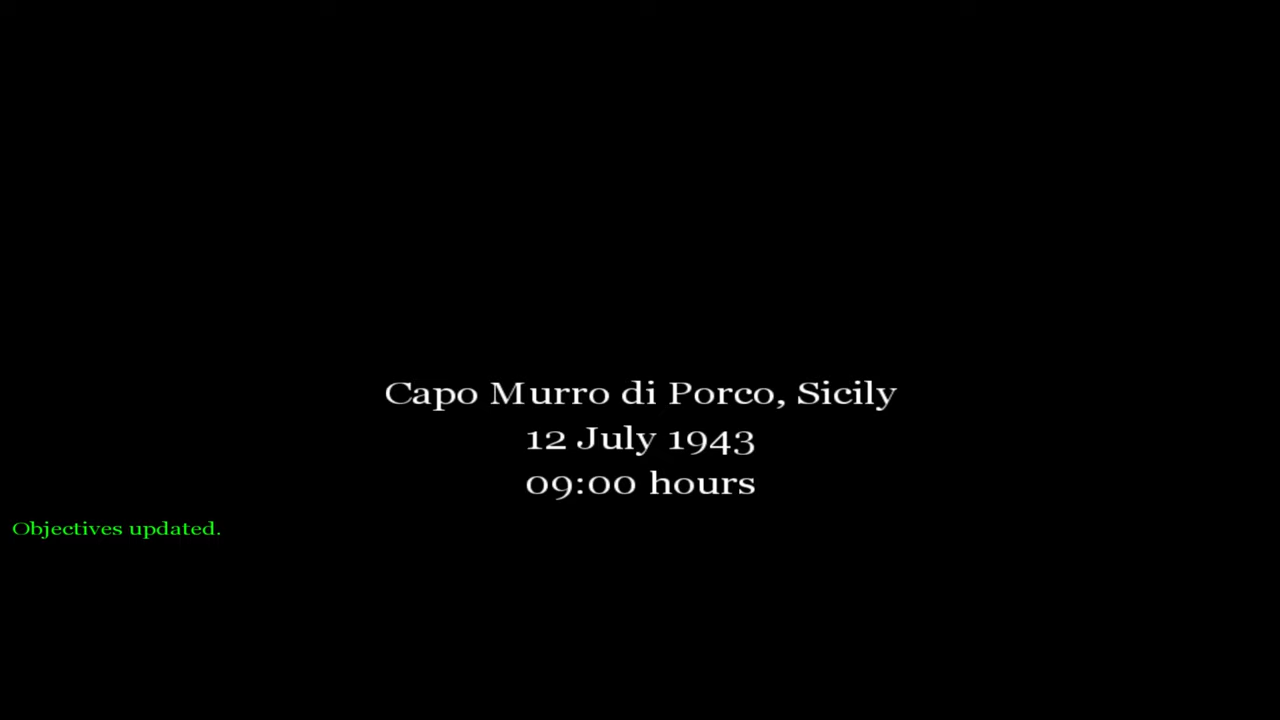 Capo Murro di Porco, Sicily
12 July 1943
09:00 hours
Objectives updated.